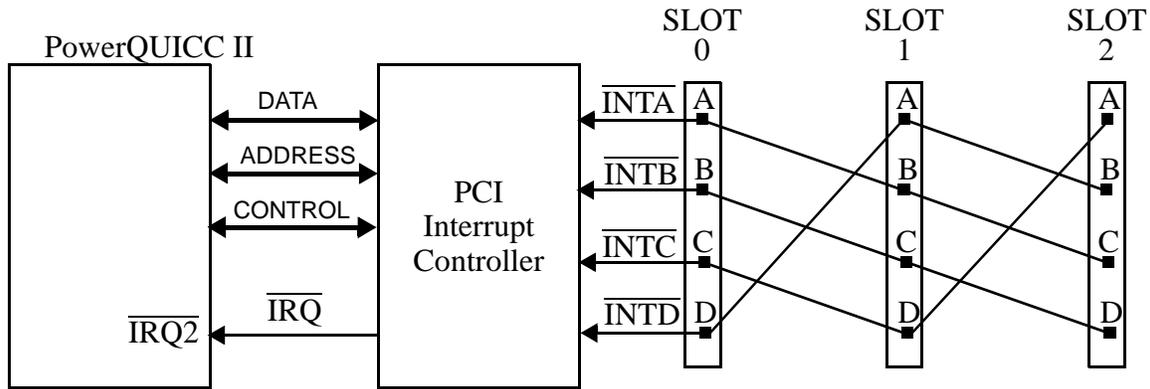 SLOT 0
SLOT 1
SLOT 2
PowerQUICC II
DATA
ADDRESS
CONTROL
IRQ
IRQ2
PCI
Interrupt
Controller
INTA
INTB
INTC
INTD
A
B
C
D
A
B
C
D
A
B
C
D